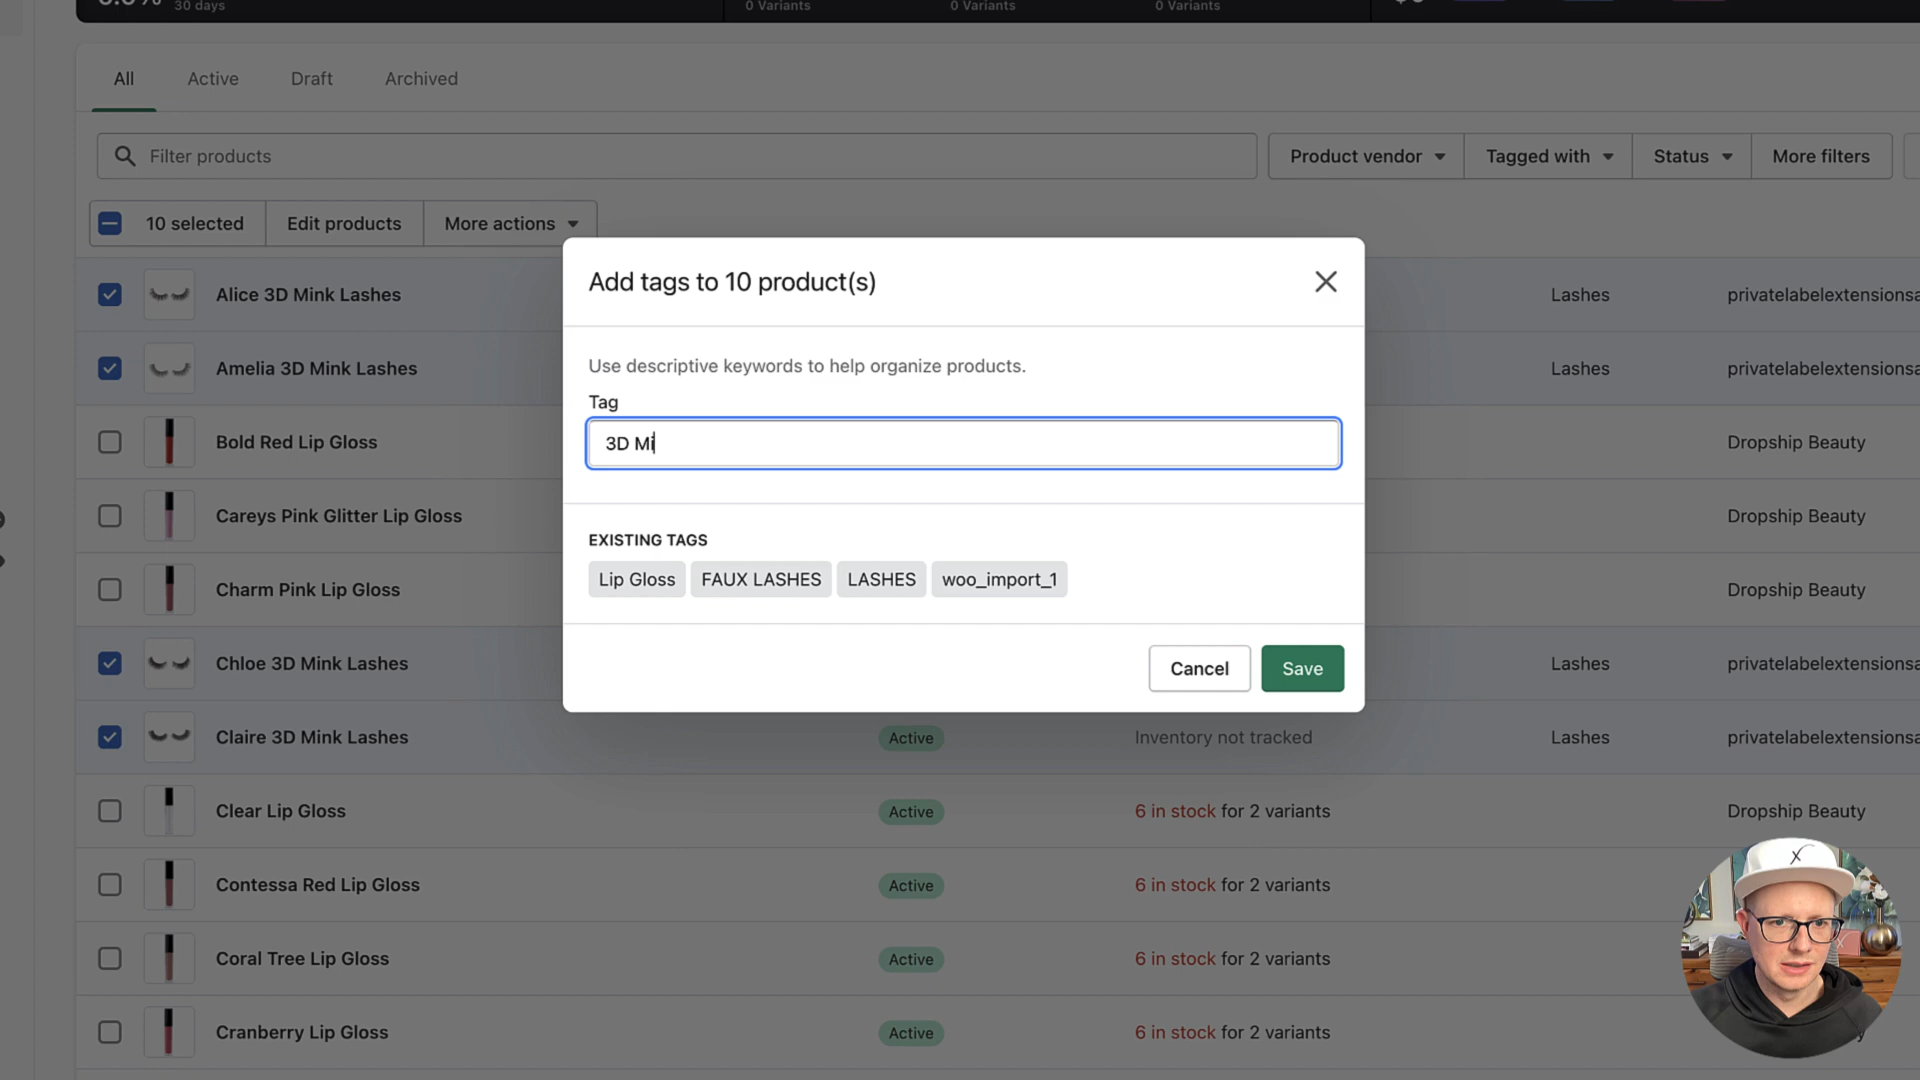 30 days
0 Variants
0 Variants
0 Variants
All
Active
Draft
Archived
Filter products
Product vendor
Tagged with
Status
More filters
10 selected
Edit products
More actions
Add tags to 10 product(s)
Use descriptive keywords to help organize products.
Tag
3D Mi
EXISTING TAGS
Lip Gloss
FAUX LASHES
LASHES
woo_import_1
Cancel
Save
Alice 3D Mink Lashes
Lashes
privatelabelextensionsa
Amelia 3D Mink Lashes
Lashes
privatelabelextensionsa
Bold Red Lip Gloss
Dropship Beauty
Careys Pink Glitter Lip Gloss
Dropship Beauty
Charm Pink Lip Gloss
Dropship Beauty
Chloe 3D Mink Lashes
Lashes
privatelabelextensionsa
Claire 3D Mink Lashes
Active
Inventory not tracked
Lashes
privatelabelextensionsa
Clear Lip Gloss
Active
6 in stock for 2 variants
Dropship Beauty
Contessa Red Lip Gloss
Active
6 in stock for 2 variants
Coral Tree Lip Gloss
Active
6 in stock for 2 variants
Cranberry Lip Gloss
Active
6 in stock for 2 variants